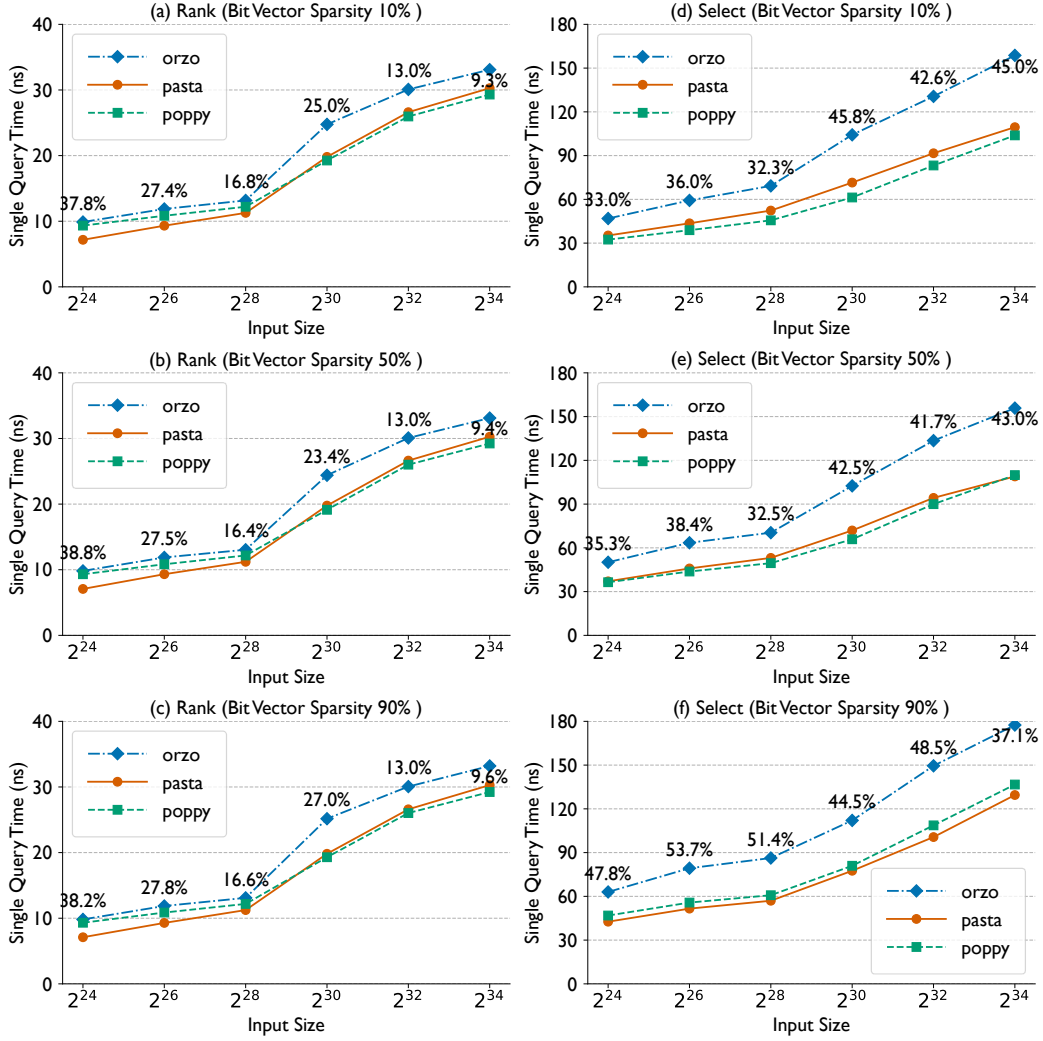 (a) Rank (Bit Vector Sparsity 10% )
Single Query Time (ns)
40
30
20
10
0
orzo
pasta
poppy
37.8%
27.4%
16.8%
25.0%
13.0%
9.3%
2^24 2^26 2^28 2^30 2^32 2^34
Input Size
(d) Select (Bit Vector Sparsity 10% )
Single Query Time (ns)
180
150
120
90
60
30
0
orzo
pasta
poppy
33.0%
36.0%
32.3%
45.8%
42.6%
45.0%
2^24 2^26 2^28 2^30 2^32 2^34
Input Size
(b) Rank (Bit Vector Sparsity 50% )
Single Query Time (ns)
40
30
20
10
0
orzo
pasta
poppy
38.8%
27.5%
16.4%
23.4%
13.0%
9.4%
2^24 2^26 2^28 2^30 2^32 2^34
Input Size
(e) Select (Bit Vector Sparsity 50% )
Single Query Time (ns)
180
150
120
90
60
30
0
orzo
pasta
poppy
35.3%
38.4%
32.5%
42.5%
41.7%
43.0%
2^24 2^26 2^28 2^30 2^32 2^34
Input Size
(c) Rank (Bit Vector Sparsity 90% )
Single Query Time (ns)
40
30
20
10
0
orzo
pasta
poppy
38.2%
27.8%
16.6%
27.0%
13.0%
9.6%
2^24 2^26 2^28 2^30 2^32 2^34
Input Size
(f) Select (Bit Vector Sparsity 90% )
Single Query Time (ns)
180
150
120
90
60
30
0
47.8%
53.7%
51.4%
44.5%
48.5%
37.1%
orzo
pasta
poppy
2^24 2^26 2^28 2^30 2^32 2^34
Input Size